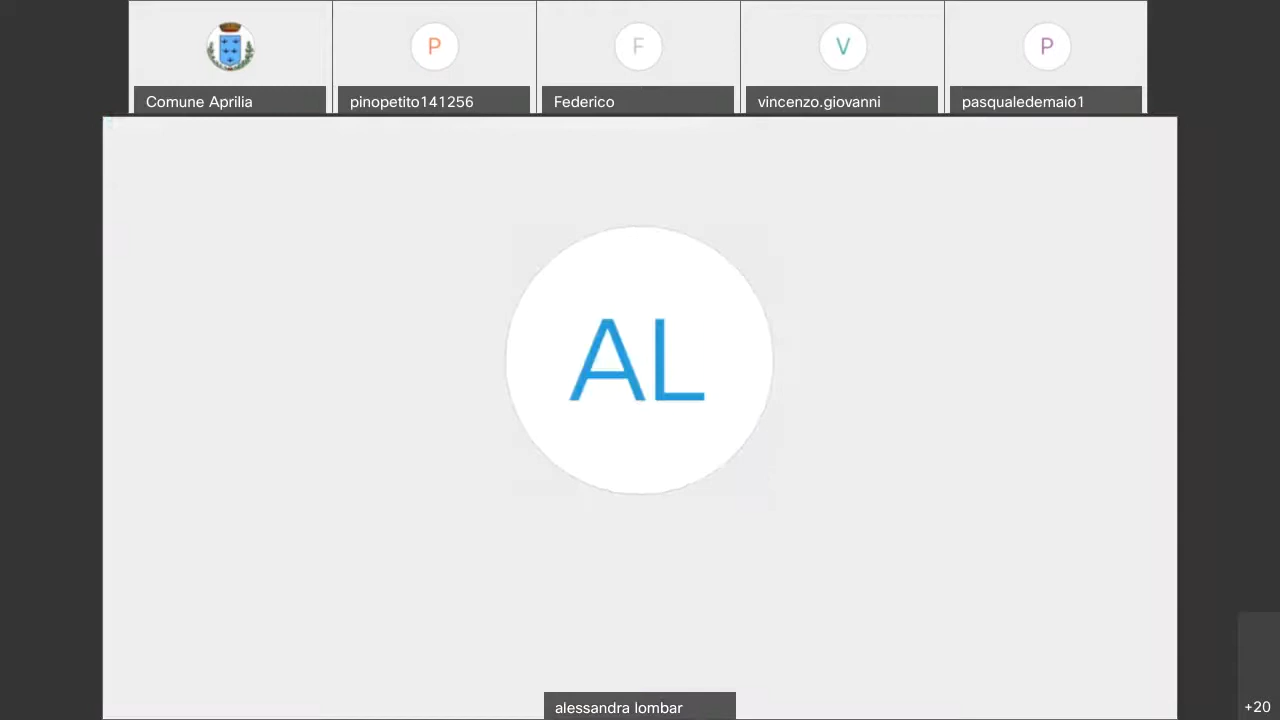 P
F
V
P
Comune Aprilia
pinopetito141256
Federico
vincenzo.giovanni
pasqualedemaio1
AL
alessandra lombar
+20